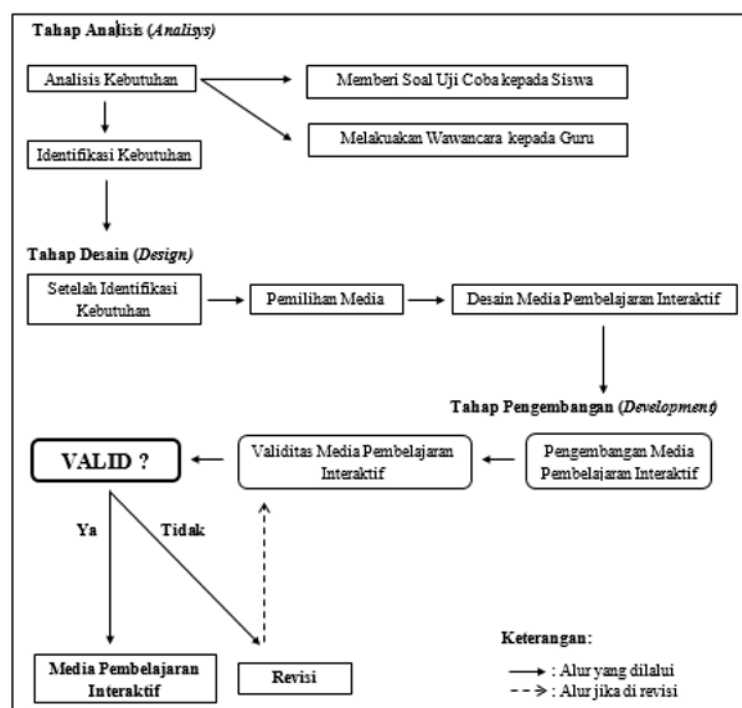 Tahap Analisis (Analisys)
Analisis Kebutuhan
Memberi Soal Uji Coba kepada Siswa
Melakuakan Wawancara kepada Guru
Identifikasi Kebutuhan
Tahap Desain (Design)
Setelah Identifikasi
Kebutuhan
Pemilihan Media
Desain Media Pembelajaran Interaktif
Tahap Pengembangan (Development)
VALID ?
Validitas Media Pembelajaran
Interaktif
Pengembangan Media
Pembelajaran Interaktif
Ya
Tidak
Media Pembelajaran
Interaktif
Revisi
Keterangan:
: Alur yang dilalui
: Alur jika di revisi